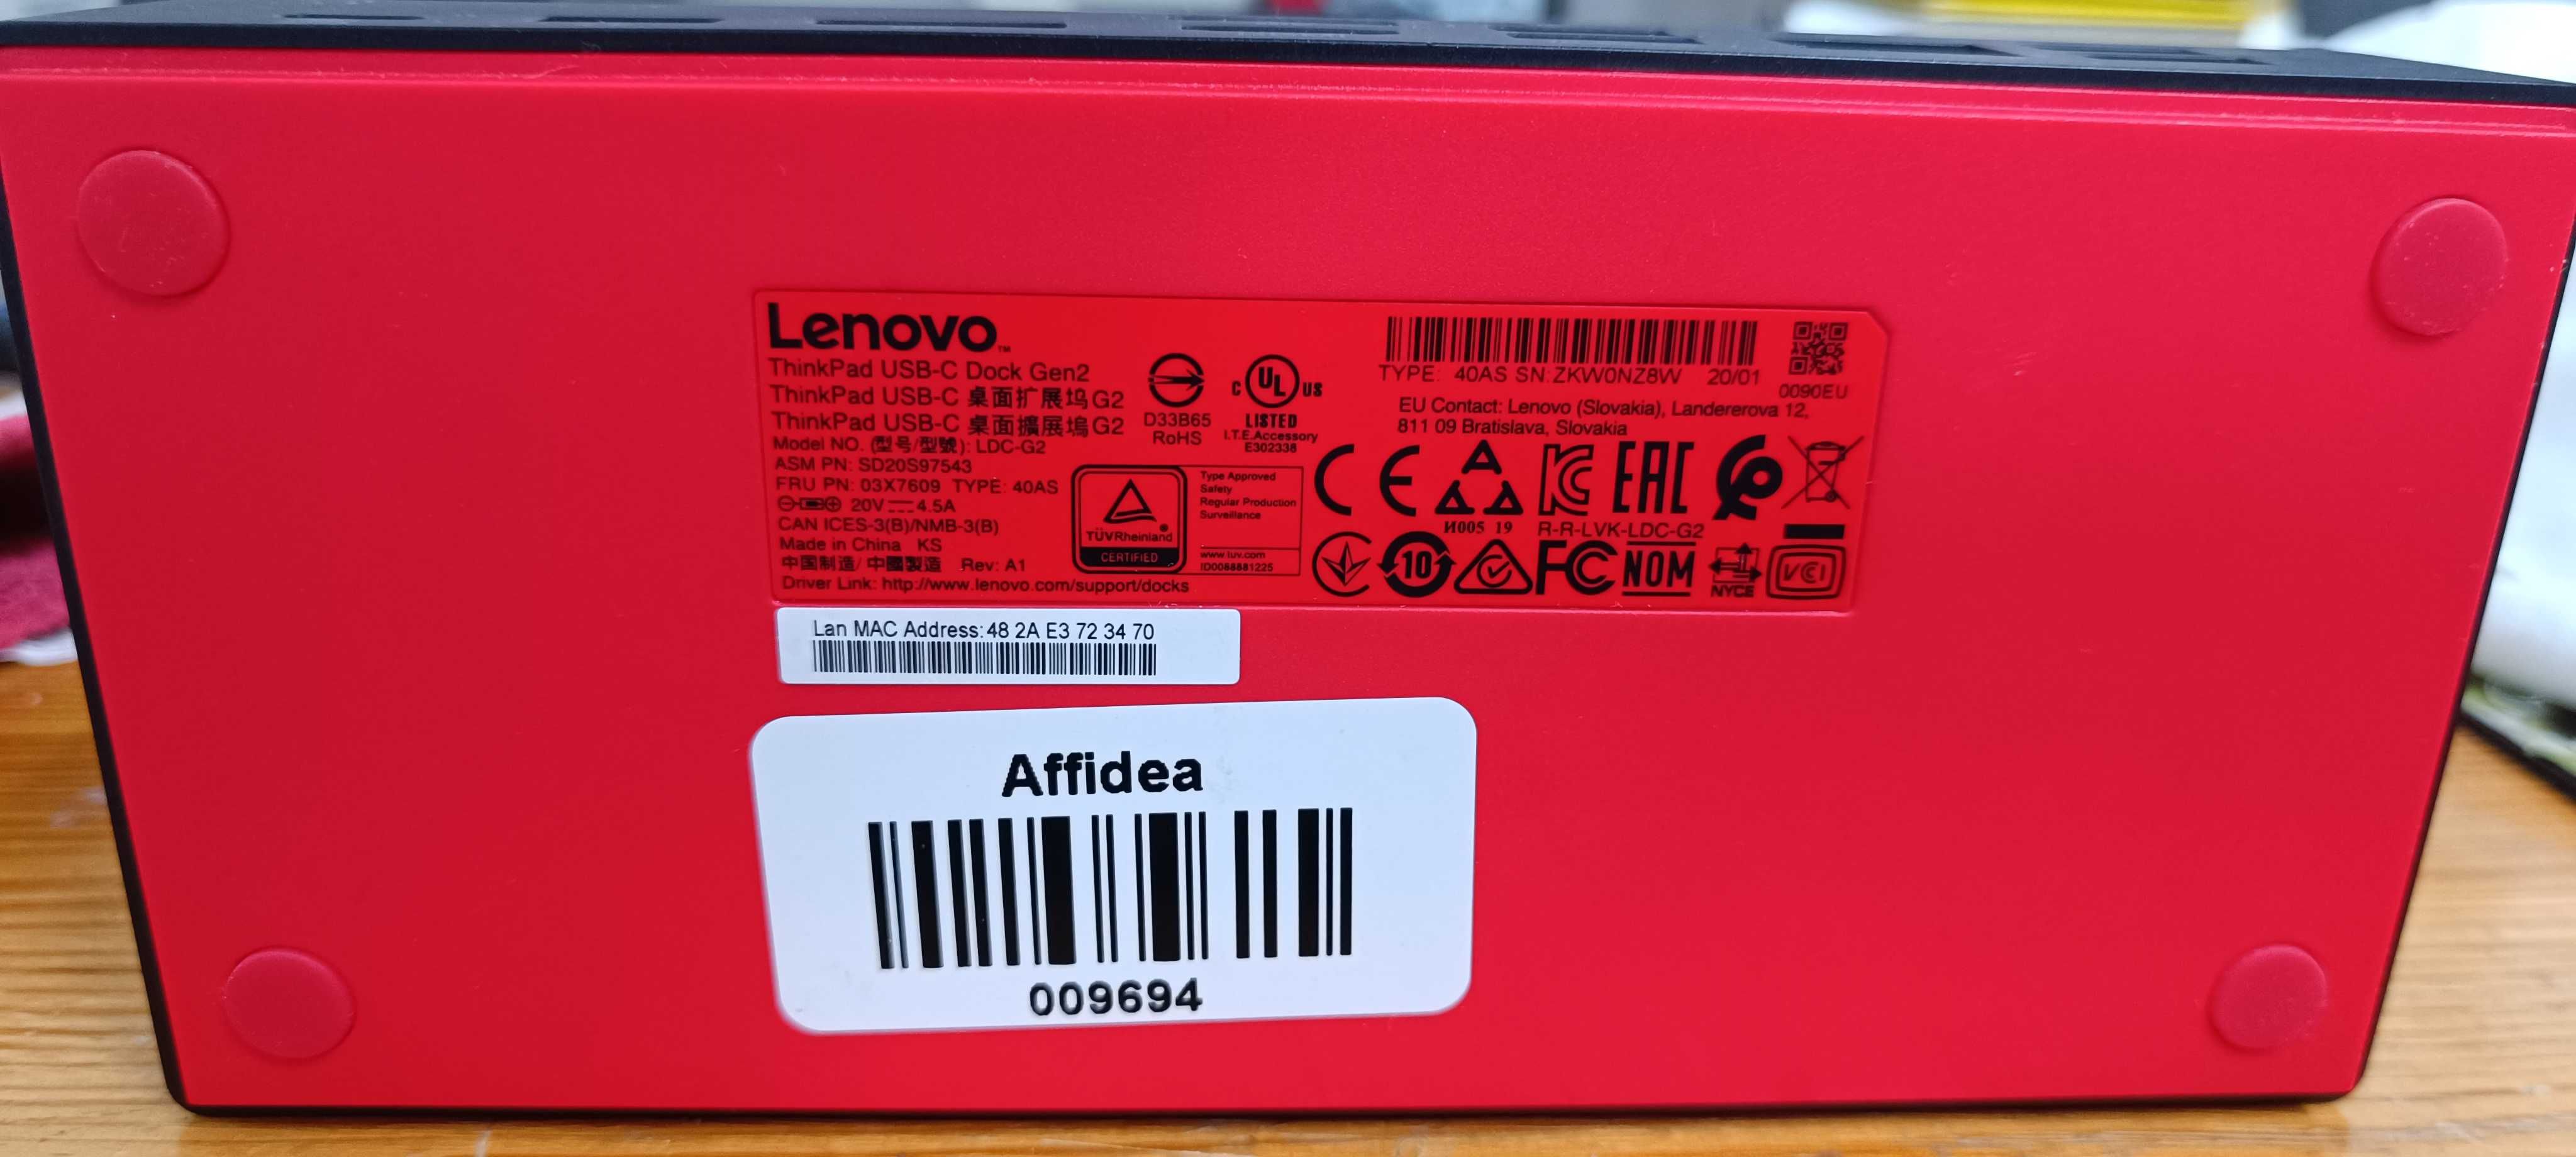 Lenovo™
ThinkPad USB-C Dock Gen2
ThinkPad USB-C 桌面扩展坞G2
ThinkPad USB-C 桌面擴展塢G2
Model NO. (型号/型號): LDC-G2
ASM PN: SD20S97543
FRU PN: 03X7609 TYPE: 40AS
20V 4.5A
CAN ICES-3(B)/NMB-3(B)
Made in China KS
中国制造/中國製造 Rev: A1
Driver Link: http://www.lenovo.com/support/docks
D33B65
RoHS
C UL US
LISTED
I.T.E.Accessory
E302338
TÜVRheinland
CERTIFIED
Type Approved
Safety
Regular Production
Surveillance
www.tuv.com
ID0088881225
TYPE: 40AS SN:ZKW0NZ8W 20/01
0090EU
EU Contact: Lenovo (Slovakia), Landererova 12,
811 09 Bratislava, Slovakia
CE
KC
EAC
И005 19
R-R-LVK-LDC-G2
10
FC
NOM
NYCE
VCI
Lan MAC Address: 48 2A E3 72 34 70
Affidea
009694